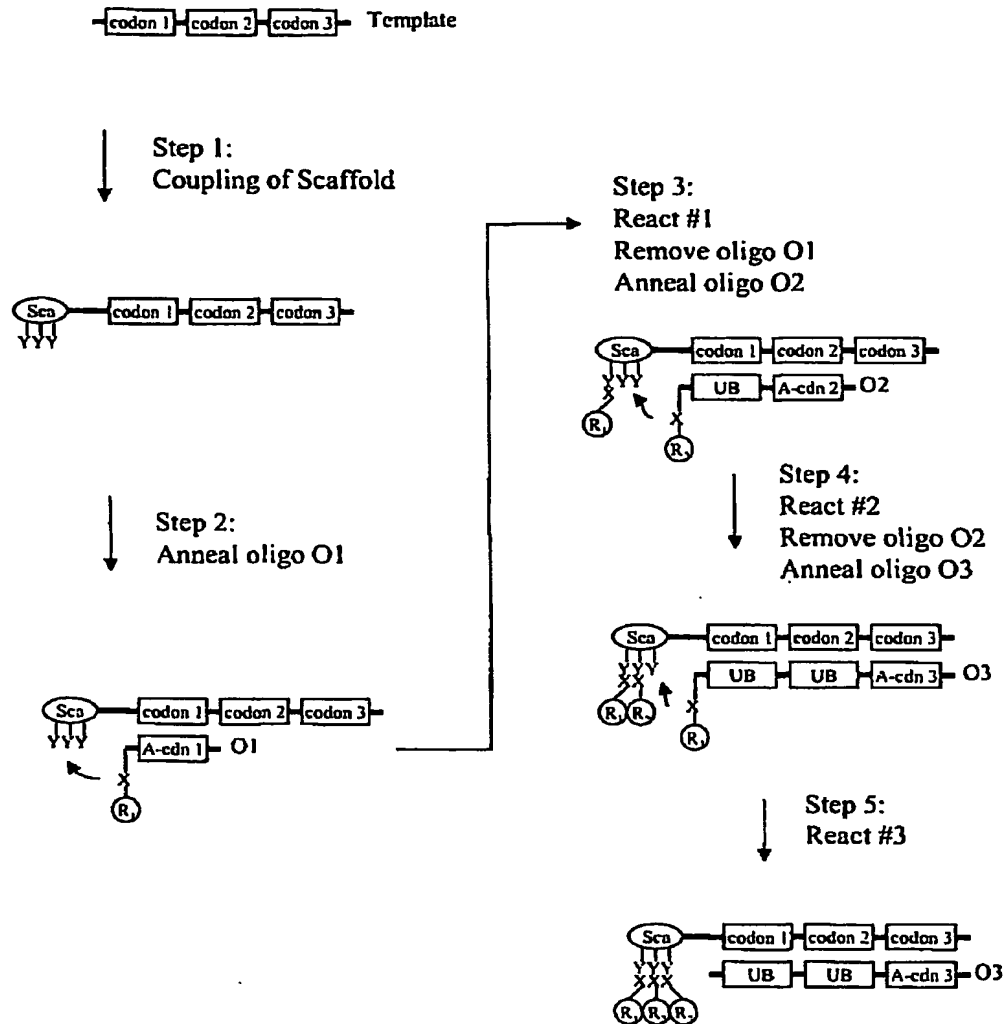 codon 1 codon 2 codon 3 Template
Step 1:
Coupling of Scaffold
Sca codon 1 codon 2 codon 3
Y Y Y
Step 2:
Anneal oligo O1
Sca codon 1 codon 2 codon 3
Y Y Y
A-cdn 1 O1
X
R₁
Step 3:
React #1
Remove oligo O1
Anneal oligo O2
Sca codon 1 codon 2 codon 3
Y Y Y
X
UB A-cdn 2 O2
R₁
X
R₂
Step 4:
React #2
Remove oligo O2
Anneal oligo O3
Sca codon 1 codon 2 codon 3
Y Y Y
X X
UB UB A-cdn 3 O3
R₁ R₂
X
R₃
Step 5:
React #3
Sca codon 1 codon 2 codon 3
Y Y Y
X X X
UB UB A-cdn 3 O3
R₁ R₂ R